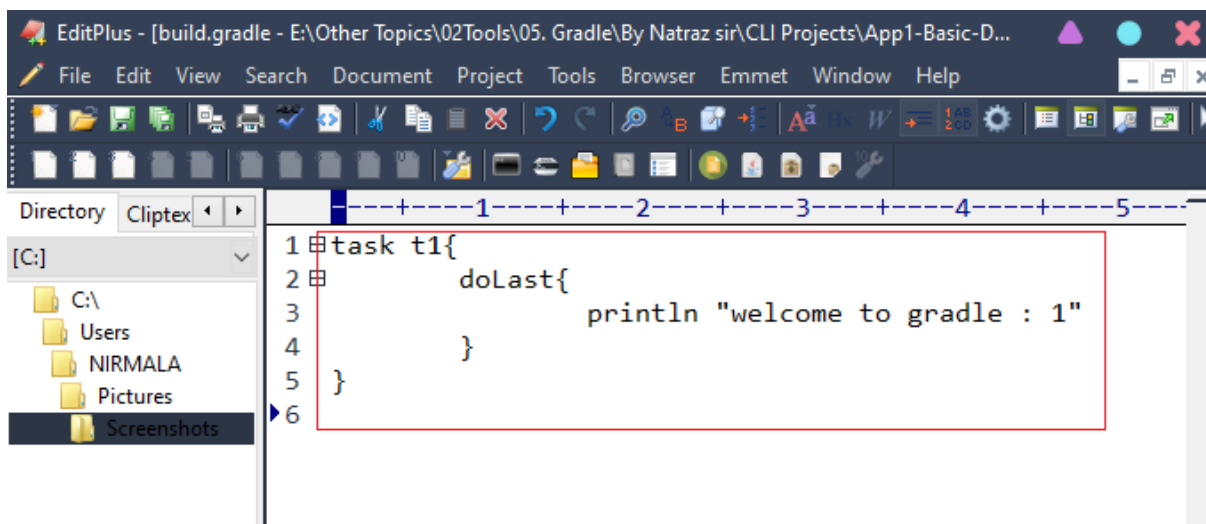 EditPlus - [build.gradle - E:\Other Topics\02Tools\05. Gradle\By Natraz sir\CLI Projects\App1-Basic-D...
File Edit View Search Document Project Tools Browser Emmet Window Help
Directory Cliptex
----+----1----+----2----+----3----+----4----+----5----
[C:]
C:\
Users
NIRMALA
Pictures
Screenshots
1 task t1{
2 doLast{
3 println "welcome to gradle : 1"
4 }
5 }
6